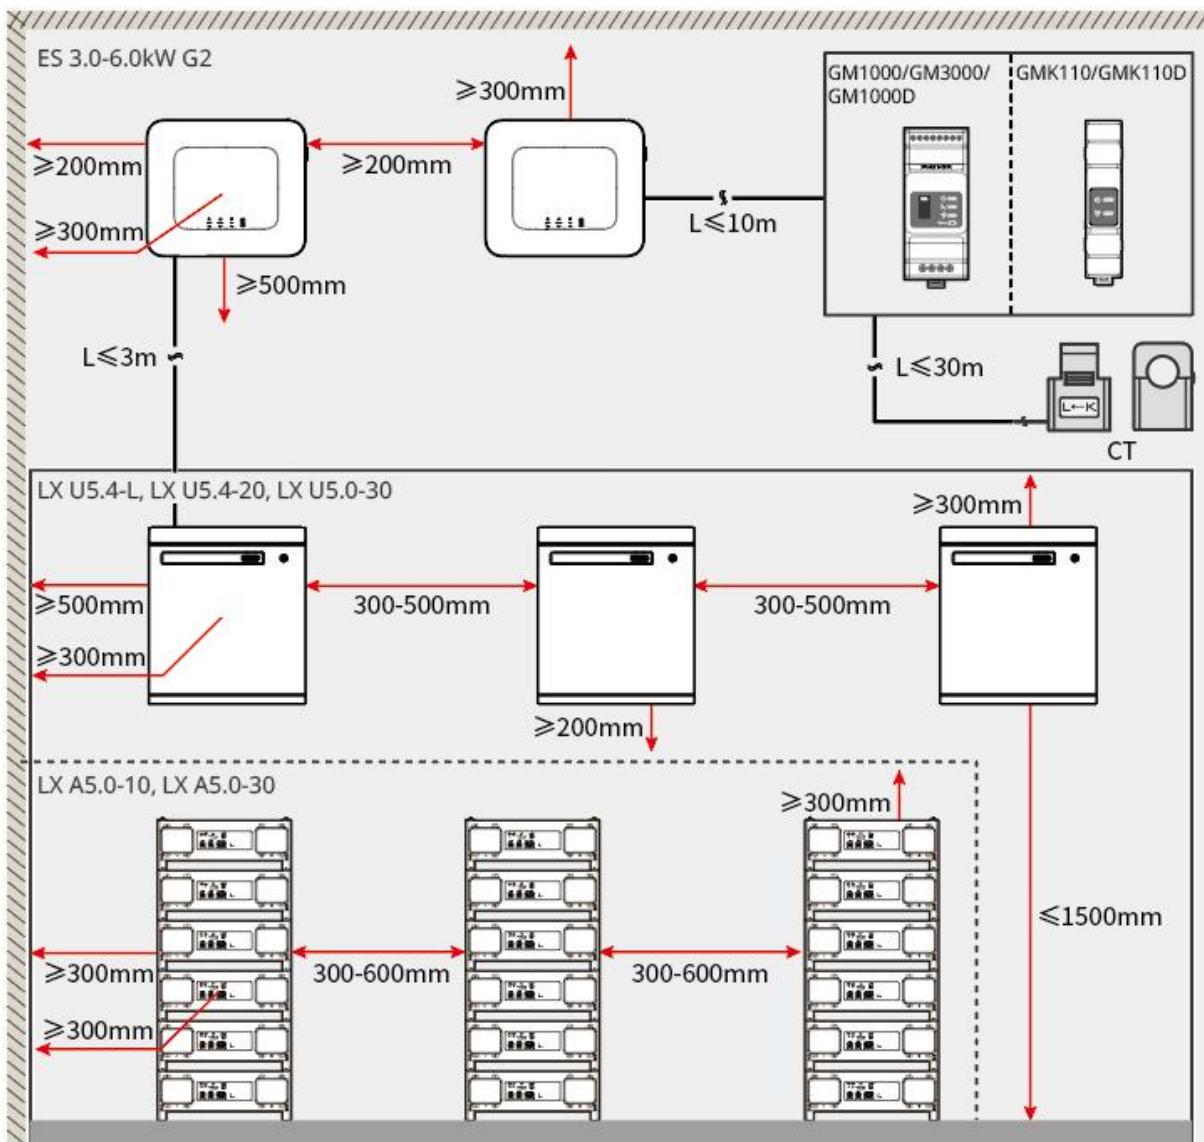 ES 3.0-6.0kW G2
≥300mm
GM1000/GM3000/
GM1000D
GMK110/GMK110D
≥200mm
≥200mm
≥300mm
L≤10m
≥500mm
L≤3m
L≤30m
L←K
CT
LX U5.4-L, LX U5.4-20, LX U5.0-30
≥300mm
≥500mm
300-500mm
300-500mm
≥300mm
≥200mm
LX A5.0-10, LX A5.0-30
≥300mm
≤1500mm
≥300mm
300-600mm
300-600mm
≥300mm